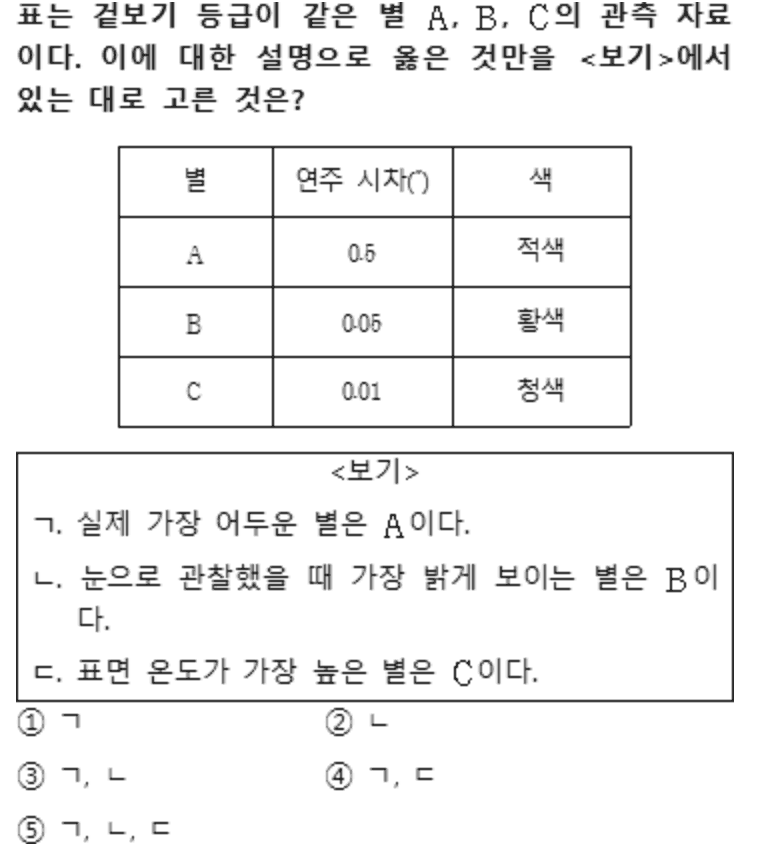 표는 겉보기 등급이 같은 별 A, B, C의 관측 자료
이다. 이에 대한 설명으로 옳은 것만을 <보기>에서
있는 대로 고른 것은?
별 연주 시차(″) 색
A 0.5 적색
B 0.05 황색
C 0.01 청색
<보기>
ㄱ. 실제 가장 어두운 별은 A이다.
ㄴ. 눈으로 관찰했을 때 가장 밝게 보이는 별은 B이
다.
ㄷ. 표면 온도가 가장 높은 별은 C이다.
① ㄱ ② ㄴ
③ ㄱ, ㄴ ④ ㄱ, ㄷ
⑤ ㄱ, ㄴ, ㄷ